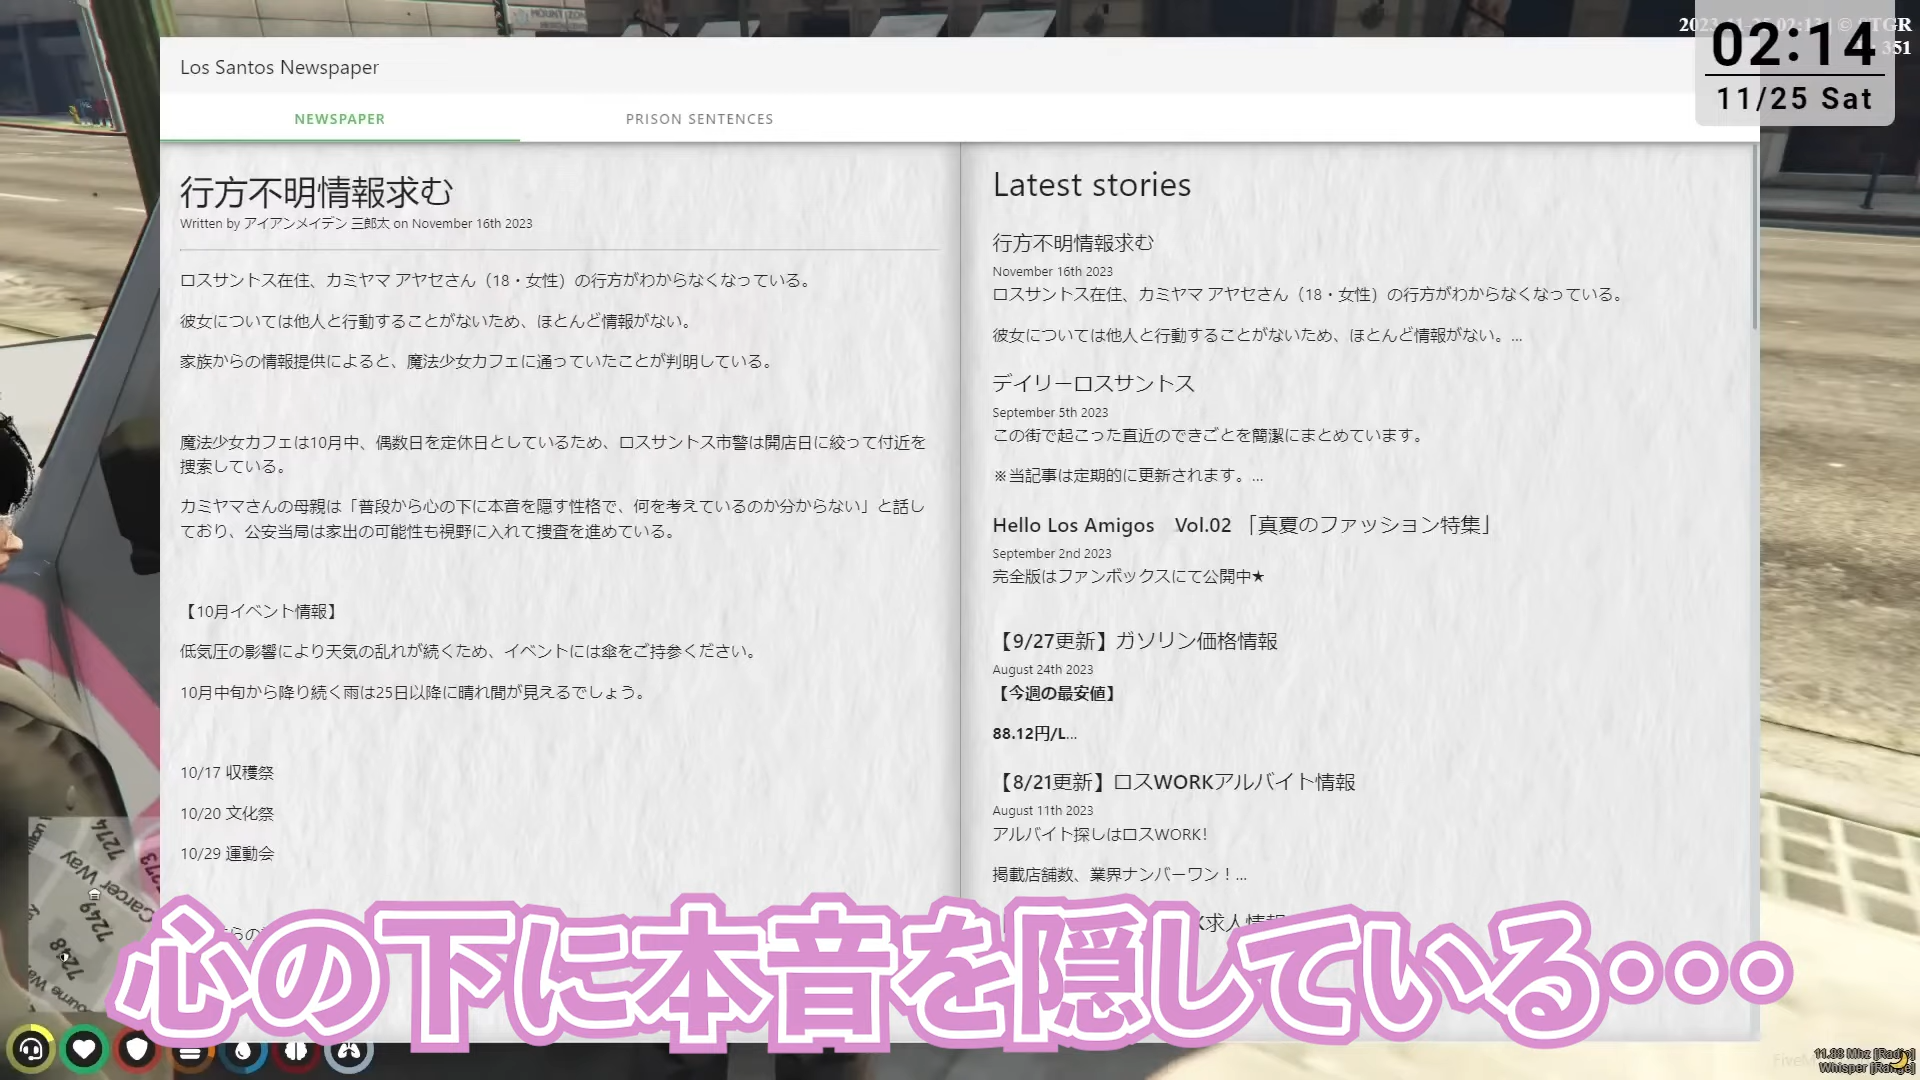 02:14
11/25 Sat
351
Los Santos Newspaper
NEWSPAPER
PRISON SENTENCES
行方不明情報求む
Written by アイアンメイデン 三郎太 on November 16th 2023
ロスサントス在住、カミヤマ アヤセさん（18・女性）の行方がわからなくなっている。
彼女については他人と行動することがないため、ほとんど情報がない。
家族からの情報提供によると、魔法少女カフェに通っていたことが判明している。
魔法少女カフェは10月中、偶数日を定休日としているため、ロスサントス市警は開店日に絞って付近を
捜索している。
カミヤマさんの母親は「普段から心の下に本音を隠す性格で、何を考えているのか分からない」と話し
ており、公安当局は家出の可能性も視野に入れて捜査を進めている。
【10月イベント情報】
低気圧の影響により天気の乱れが続くため、イベントには傘をご持参ください。
10月中旬から降り続く雨は25日以降に晴れ間が見えるでしょう。
10/17 収穫祭
10/20 文化祭
10/29 運動会
Latest stories
行方不明情報求む
November 16th 2023
ロスサントス在住、カミヤマ アヤセさん（18・女性）の行方がわからなくなっている。
彼女については他人と行動することがないため、ほとんど情報がない。...
デイリーロスサントス
September 5th 2023
この街で起こった直近のできごとを簡潔にまとめています。
※当記事は定期的に更新されます。...
Hello Los Amigos　Vol.02 「真夏のファッション特集」
September 2nd 2023
完全版はファンボックスにて公開中★
【9/27更新】ガソリン価格情報
August 24th 2023
【今週の最安値】
88.12円/L...
【8/21更新】ロスWORKアルバイト情報
August 11th 2023
アルバイト探しはロスWORK!
掲載店舗数、業界ナンバーワン！...
求人情報
心の下に本音を隠している・・・
7274
7273
Carcer Way
7249
7248
11.88 Mhz [Radio]
Whisper [Range]